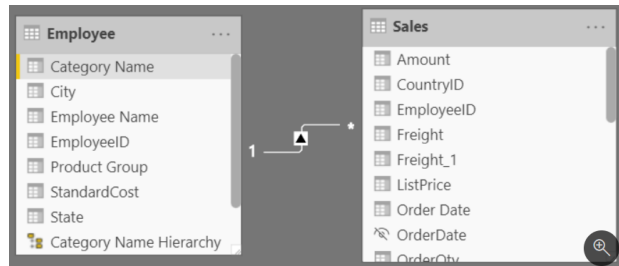 Employee ...
Category Name
City
Employee Name
EmployeeID
Product Group
StandardCost
State
Category Name Hierarchy
1 *
Sales ...
Amount
CountryID
EmployeeID
Freight
Freight_1
ListPrice
Order Date
OrderDate
OrderQty